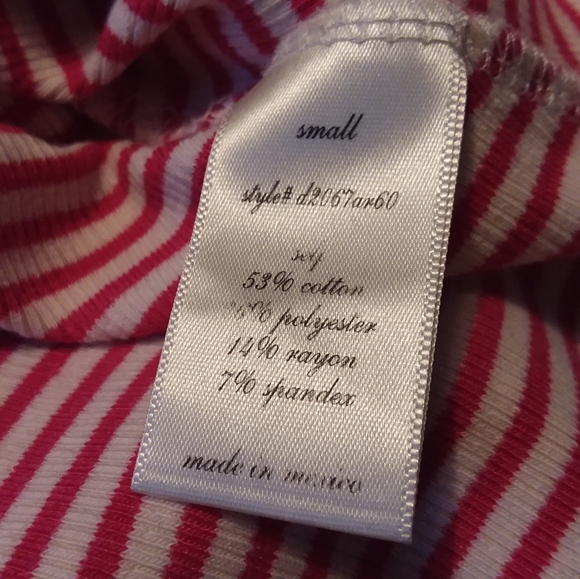 small
style# d2067ar60
53% cotton
polyester
14% rayon
7% spandex
made in mexico